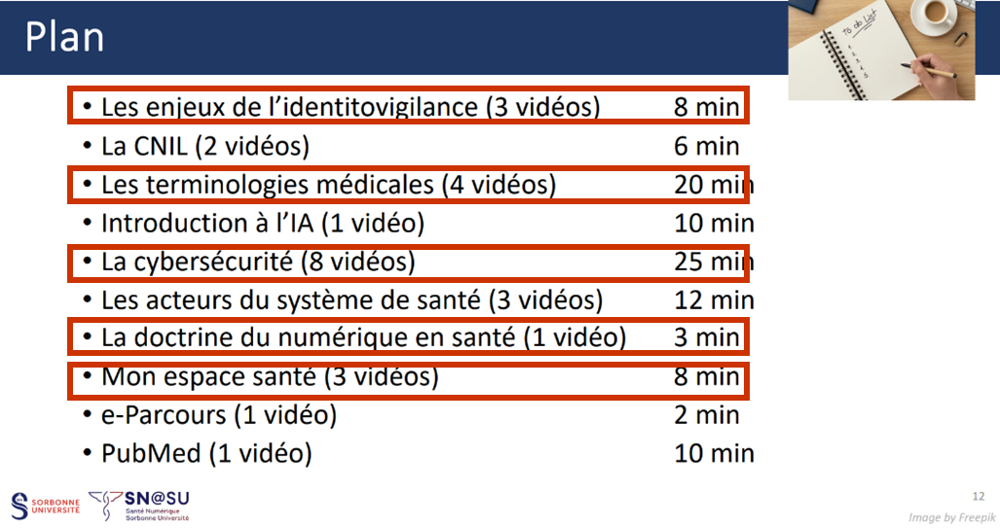 Plan
to do list
• Les enjeux de l’identitovigilance (3 vidéos) 8 min
• La CNIL (2 vidéos) 6 min
• Les terminologies médicales (4 vidéos) 20 min
• Introduction à l’IA (1 vidéo) 10 min
• La cybersécurité (8 vidéos) 25 min
• Les acteurs du système de santé (3 vidéos) 12 min
• La doctrine du numérique en santé (1 vidéo) 3 min
• Mon espace santé (3 vidéos) 8 min
• e-Parcours (1 vidéo) 2 min
• PubMed (1 vidéo) 10 min
SORBONNE
UNIVERSITÉ
SN@SU
Santé Numérique
Sorbonne Université
12
Image by Freepik